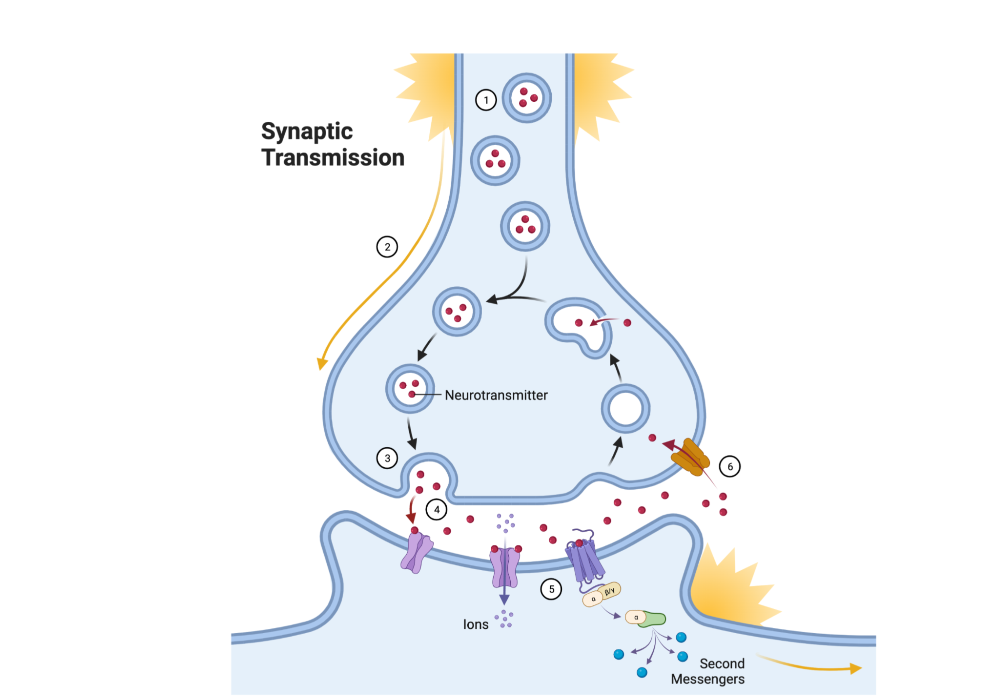 1
Synaptic
Transmission
2
Neurotransmitter
3
6
4
5
β/γ
α
α
Ions
Second
Messengers